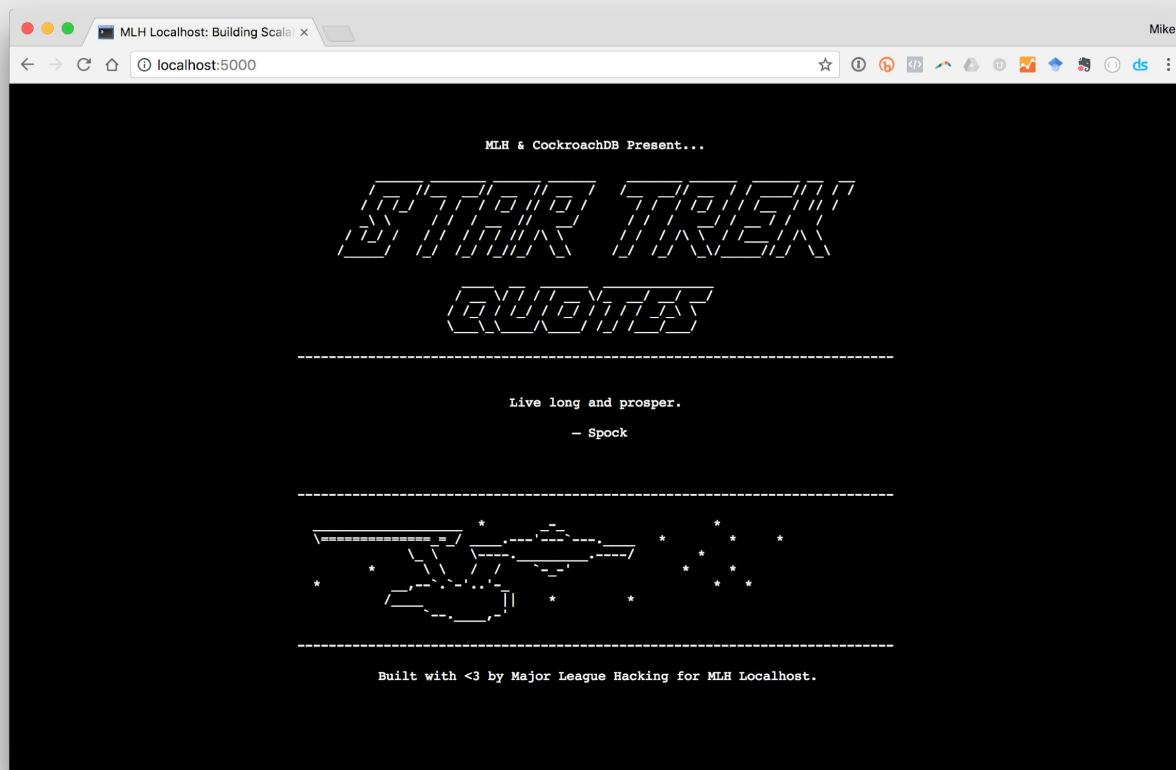 MLH Localhost: Building Scala
Mike
localhost:5000
ds
MLH & CockroachDB Present...
STAR TREK
QUOTES
Live long and prosper.
— Spock
Built with <3 by Major League Hacking for MLH Localhost.